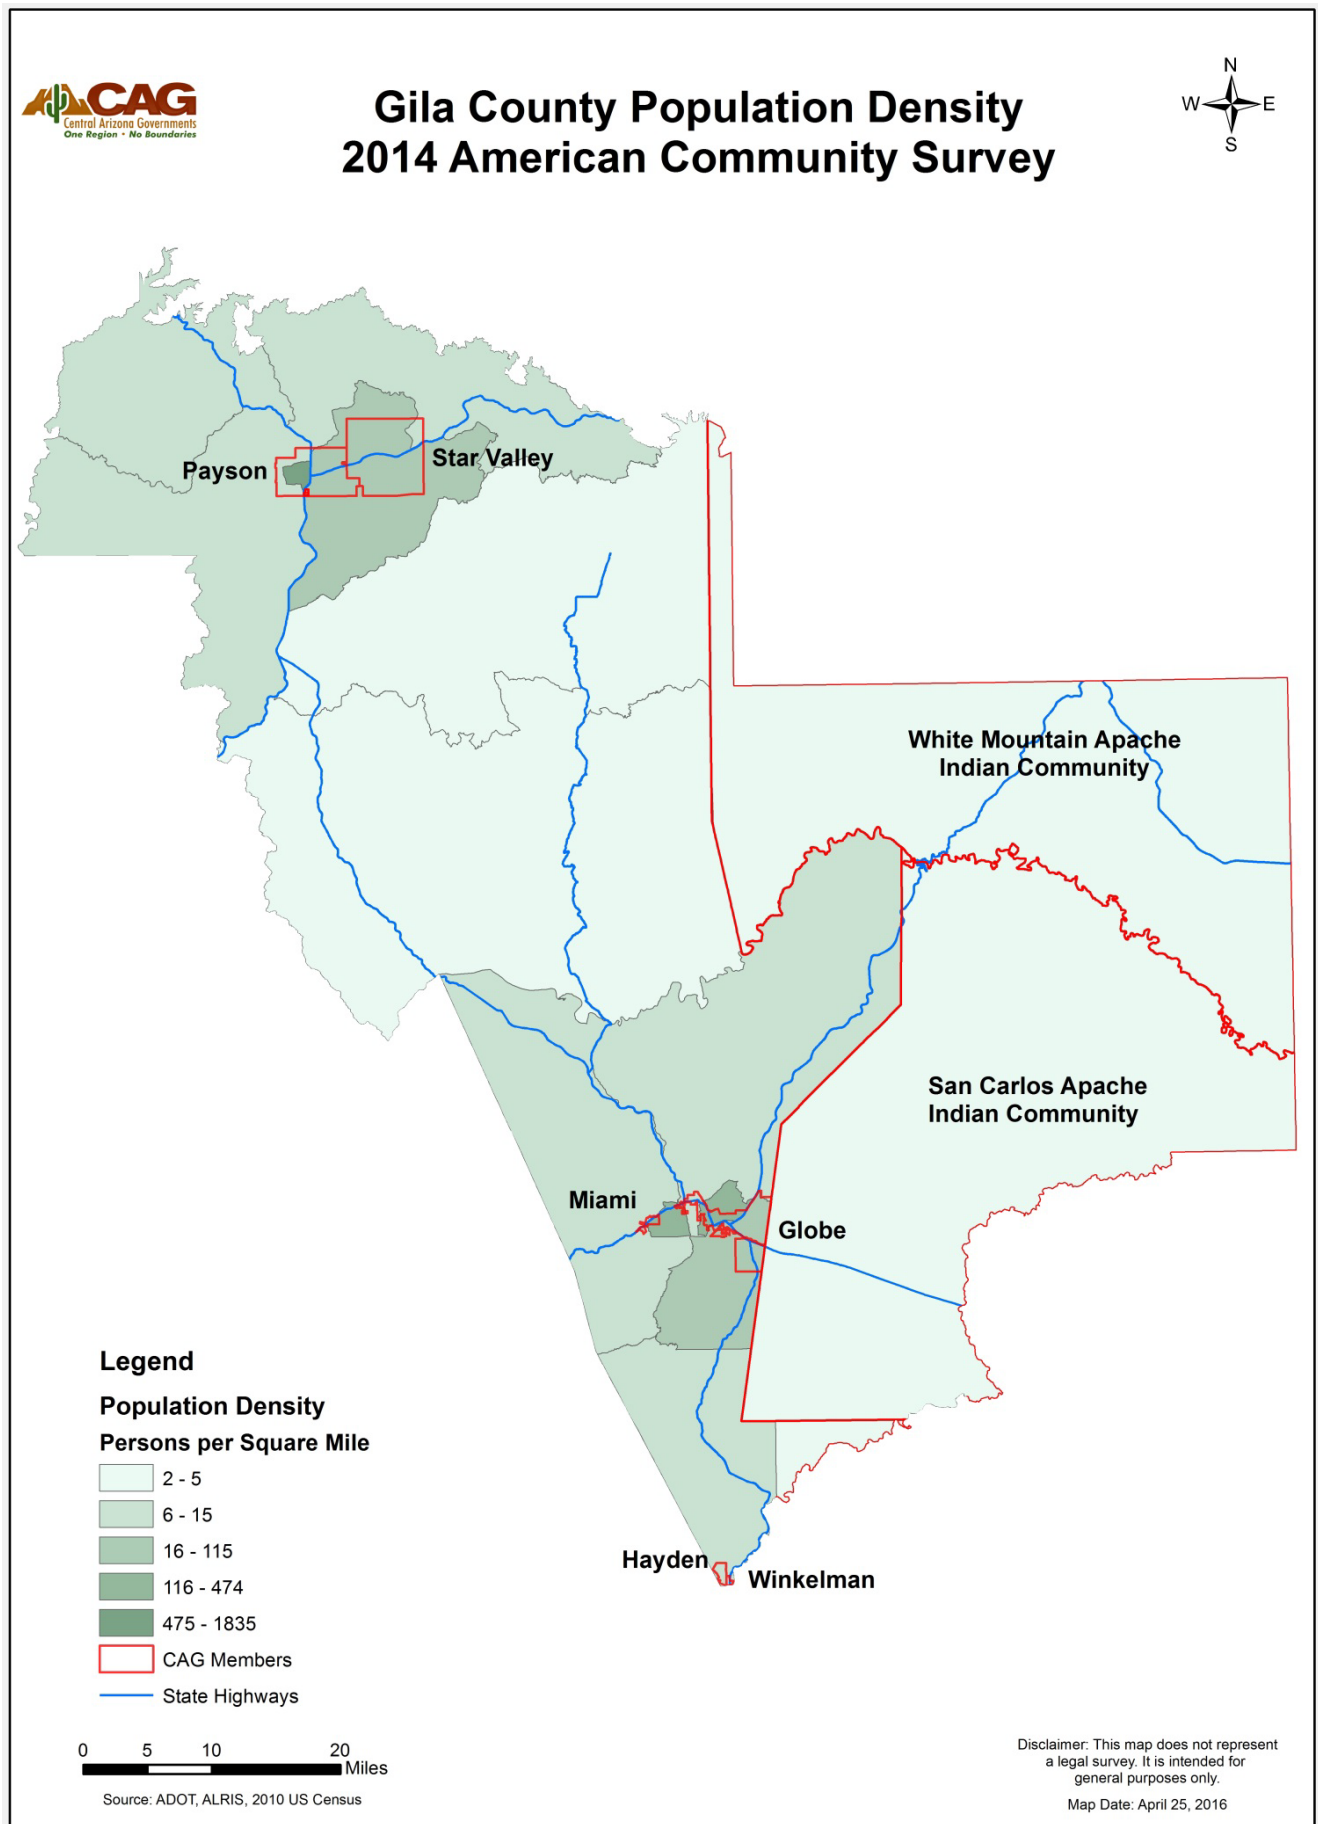 CAG
Central Arizona Governments
One Region • No Boundaries
Gila County Population Density
2014 American Community Survey
N
W E
S
Payson
Star Valley
White Mountain Apache
Indian Community
San Carlos Apache
Indian Community
Miami
Globe
Hayden
Winkelman
Legend
Population Density
Persons per Square Mile
2 - 5
6 - 15
16 - 115
116 - 474
475 - 1835
CAG Members
State Highways
0 5 10 20
Miles
Source: ADOT, ALRIS, 2010 US Census
Disclaimer: This map does not represent
a legal survey. It is intended for
general purposes only.
Map Date: April 25, 2016